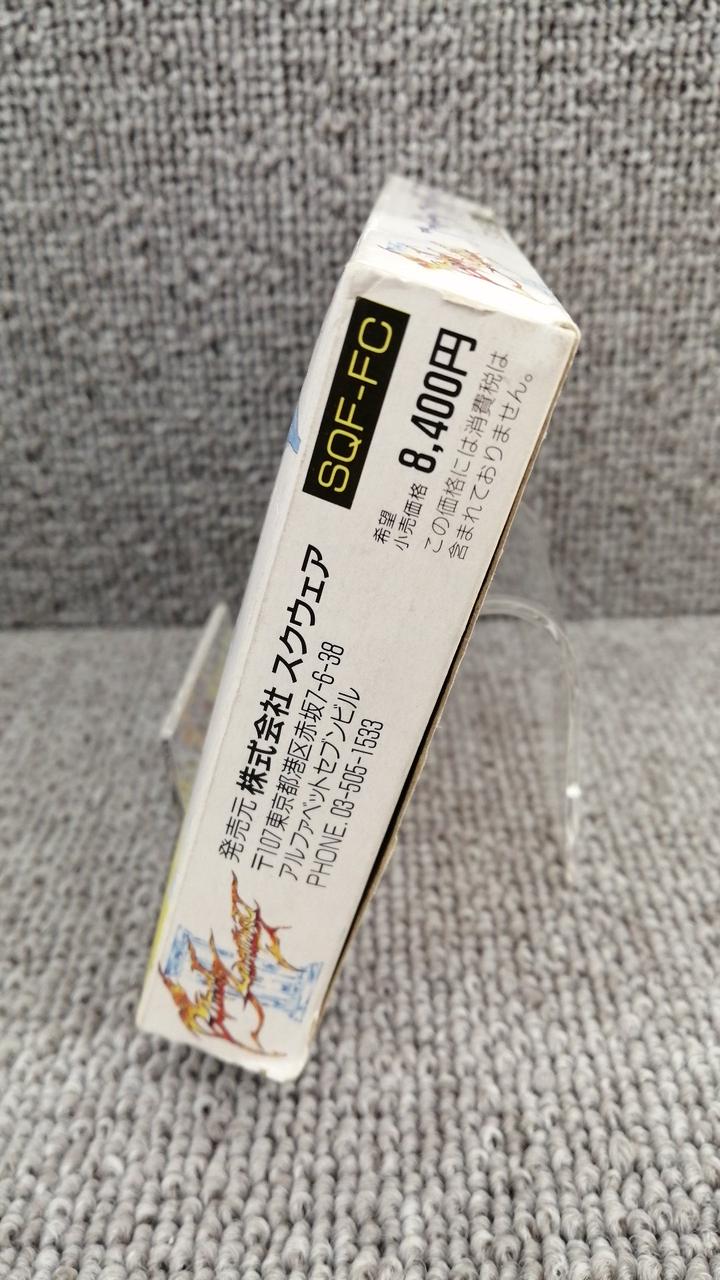 発売元 株式会社 スクウェア
〒107東京都港区赤坂7-6-38
アルファベットセブンビル
PHONE. 03-505-1533
SQF-FC
希望
小売価格 8,400円
この価格には消費税は
含まれておりません。